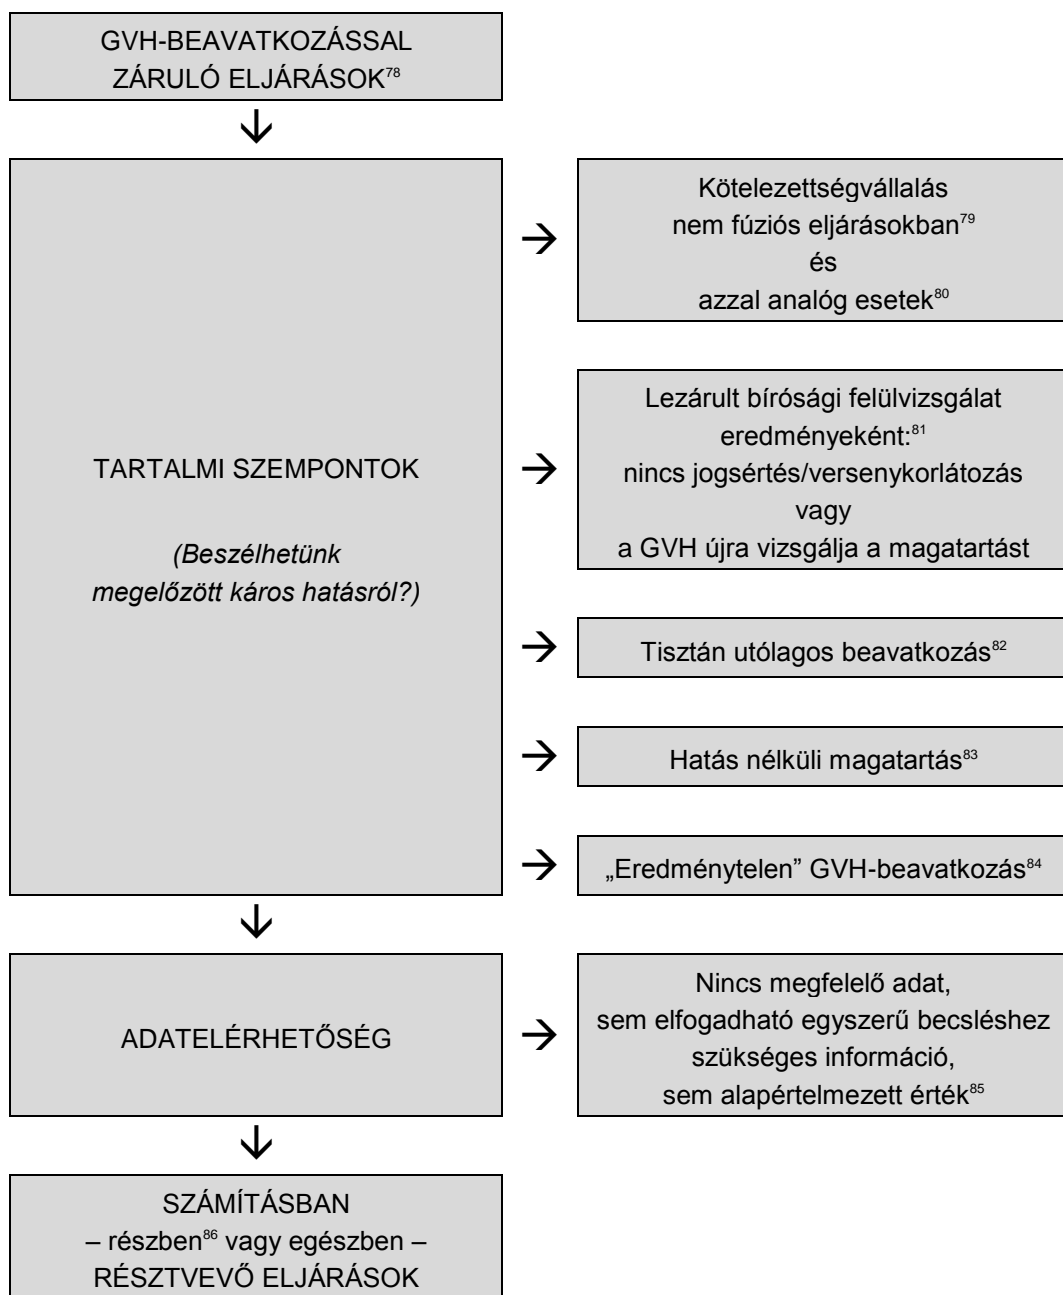 GVH-BEAVATKOZÁSSAL
ZÁRULÓ ELJÁRÁSOK⁷⁸
Kötelezettségvállalás
nem fúziós eljárásokban⁷⁹
és
azzal analóg esetek⁸⁰
Lezárult bírósági felülvizsgálat
eredményeként:⁸¹
nincs jogsértés/versenykorlátozás
vagy
a GVH újra vizsgálja a magatartást
TARTALMI SZEMPONTOK
(Beszélhetünk
megelőzött káros hatásról?)
Tisztán utólagos beavatkozás⁸²
Hatás nélküli magatartás⁸³
„Eredménytelen” GVH-beavatkozás⁸⁴
ADATELÉRHETŐSÉG
Nincs megfelelő adat,
sem elfogadható egyszerű becsléshez
szükséges információ,
sem alapértelmezett érték⁸⁵
SZÁMÍTÁSBAN
– részben⁸⁶ vagy egészben –
RÉSZTVEVŐ ELJÁRÁSOK